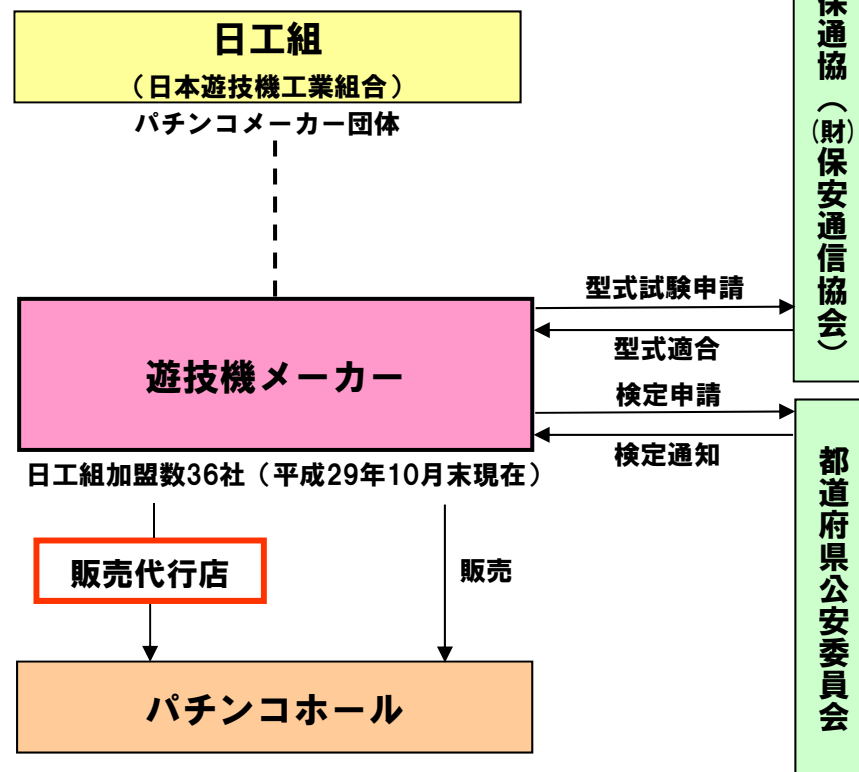 日工組
(日本遊技機工業組合)
パチンコメーカー団体
保通協(㈶保安通信協会)
型式試験申請
型式適合
遊技機メーカー
検定申請
検定通知
日工組加盟数36社(平成29年10月末現在)
都道府県公安委員会
販売代行店
販売
パチンコホール